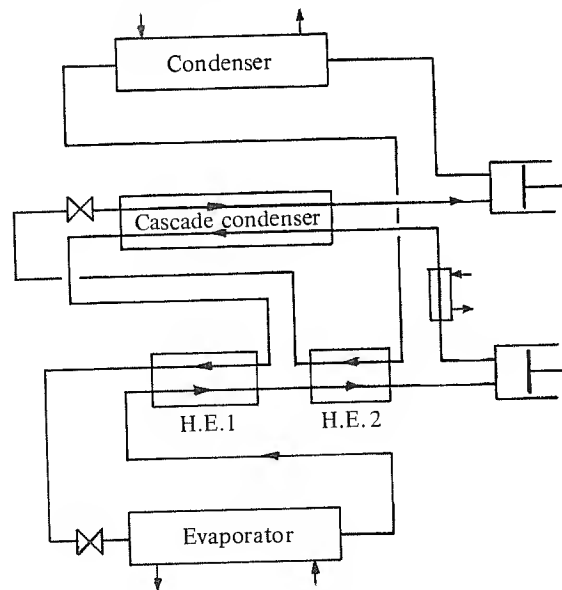 Condenser
Cascade condenser
H.E.1
H.E.2
Evaporator